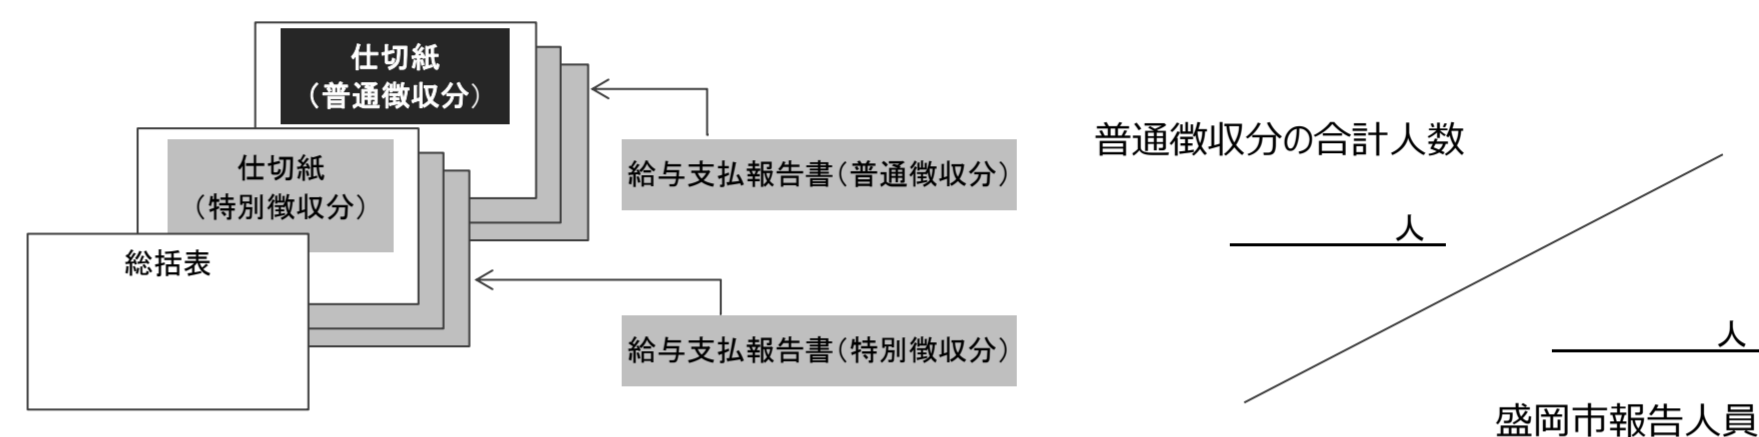 仕切紙
（普通徴収分）
仕切紙
（特別徴収分）
総括表
給与支払報告書（普通徴収分）
給与支払報告書（特別徴収分）
普通徴収分の合計人数
人
人
盛岡市報告人員